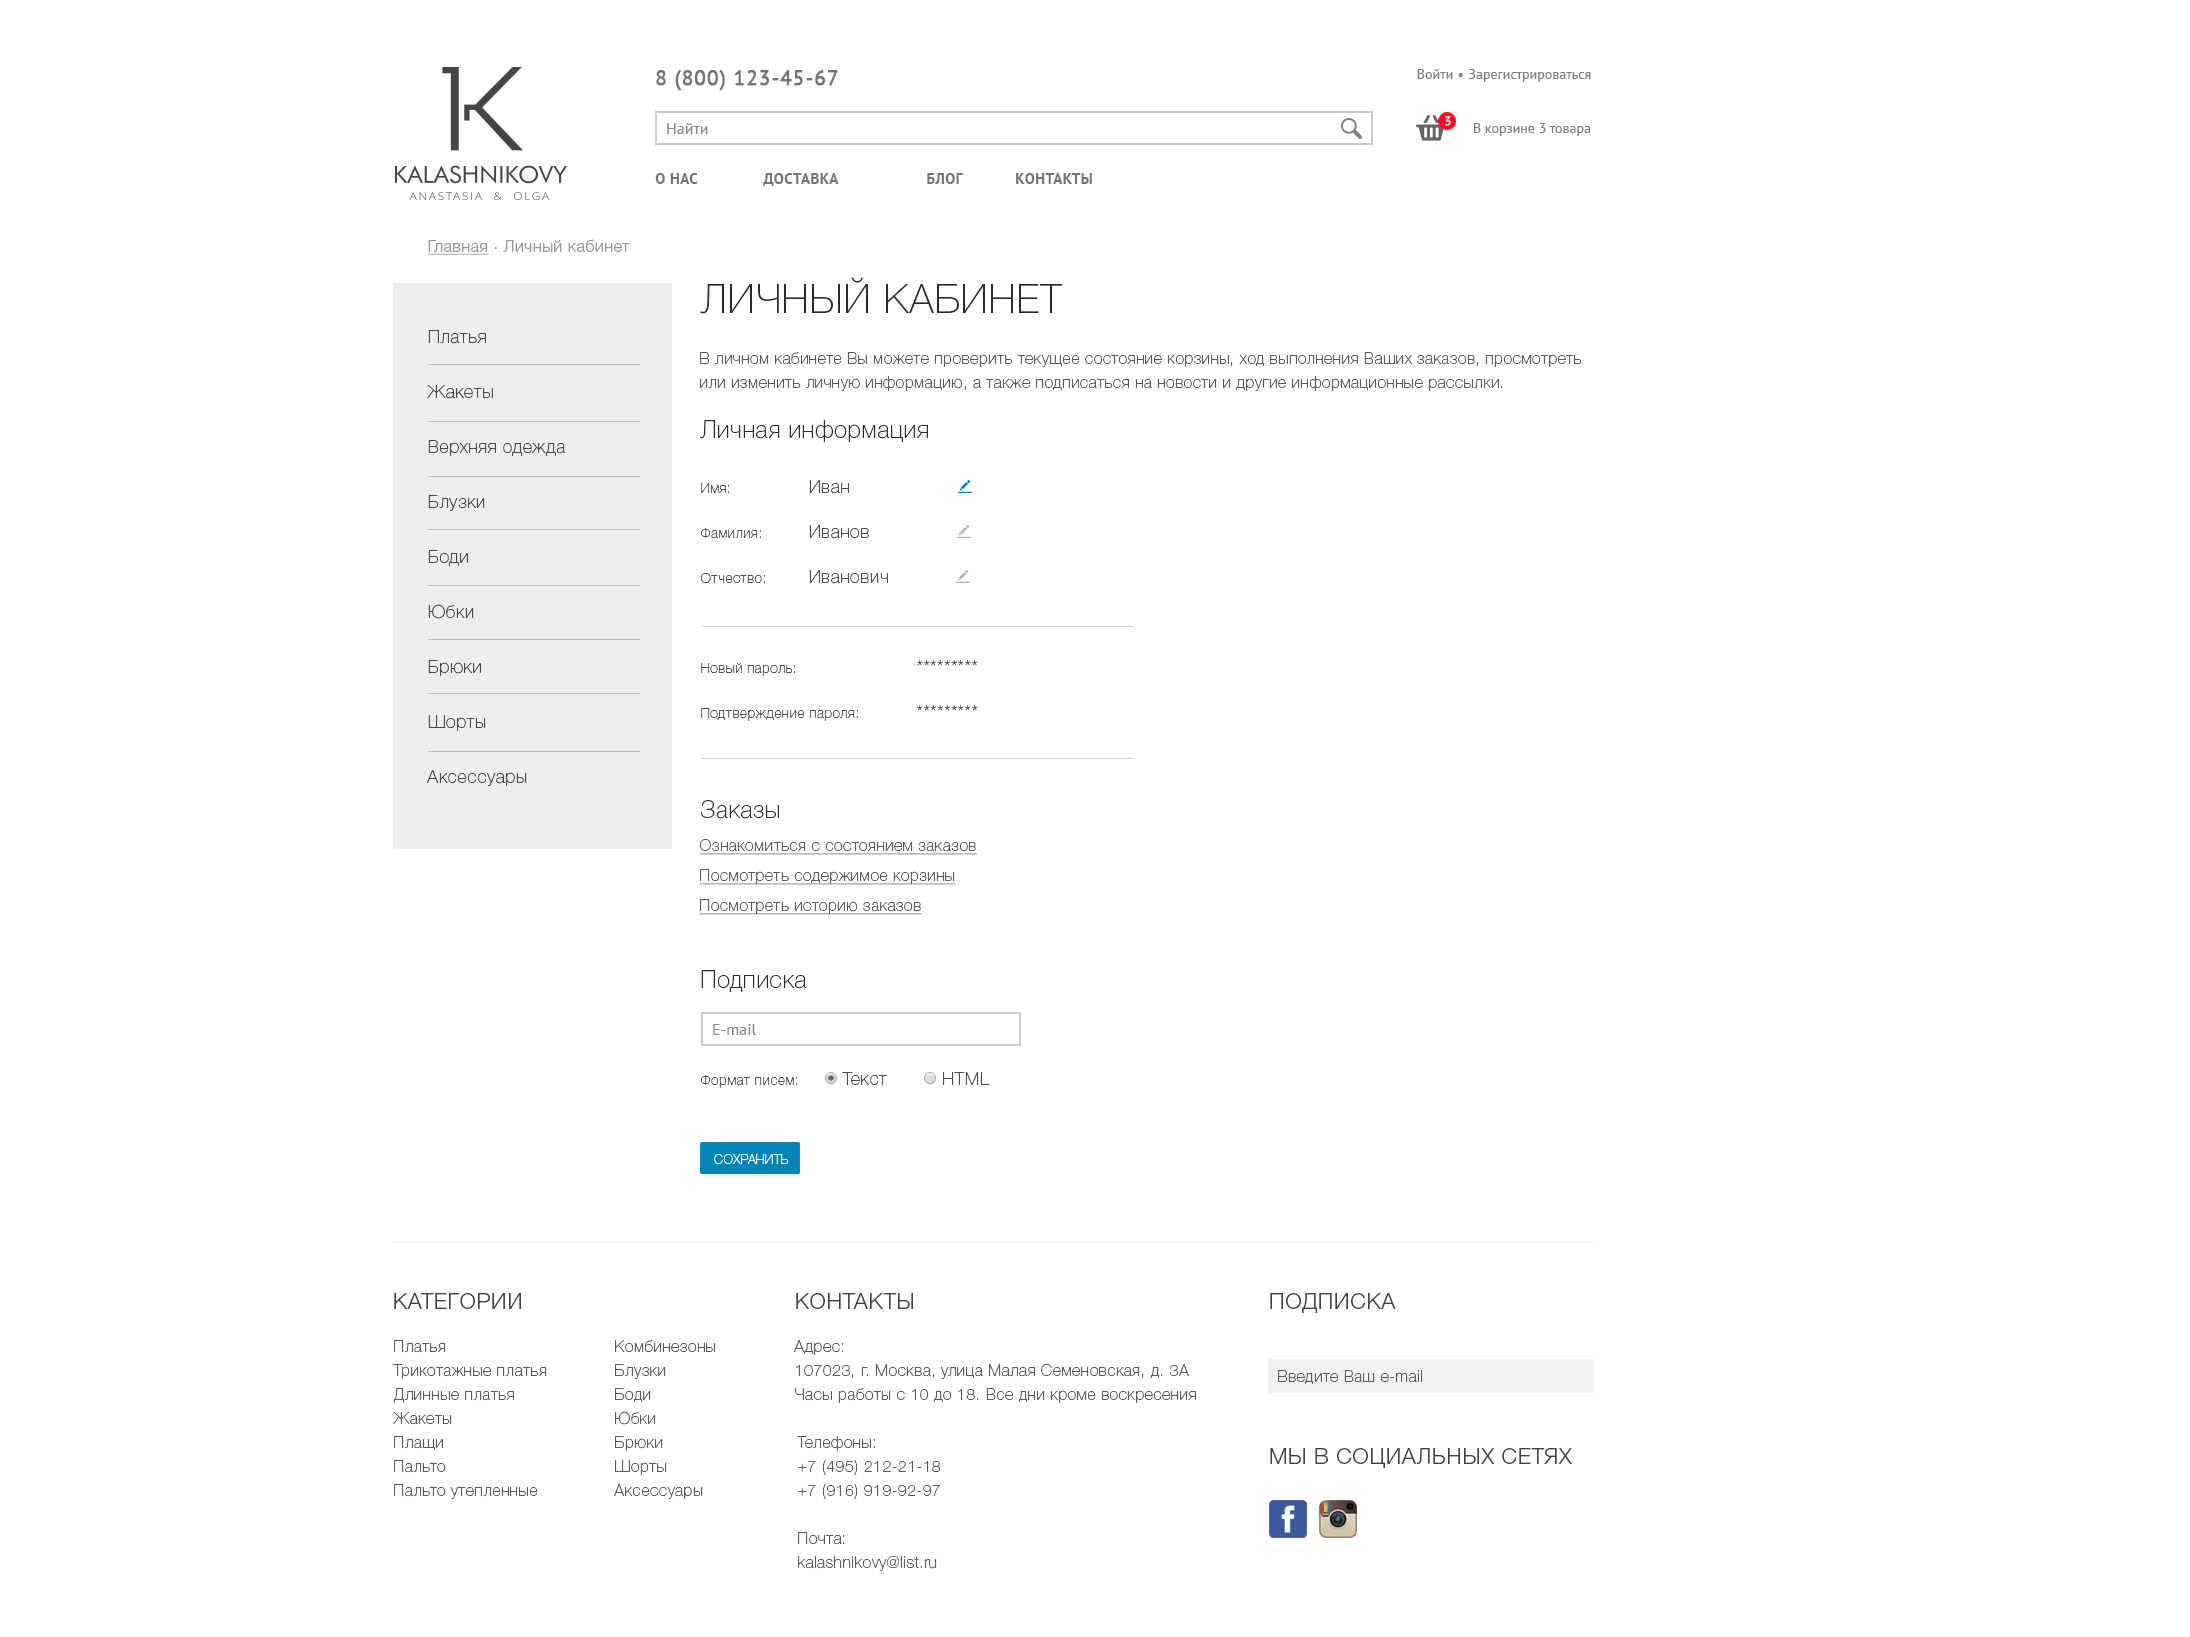 8 (800) 123-45-67
Войти • Зарегистрироваться
Найти
3
В корзине 3 товара
KALASHNIKOVY
ANASTASIA & OLGA
О НАС ДОСТАВКА БЛОГ КОНТАКТЫ
Главная · Личный кабинет
Платья
Жакеты
Верхняя одежда
Блузки
Боди
Юбки
Брюки
Шорты
Аксессуары
ЛИЧНЫЙ КАБИНЕТ
В личном кабинете Вы можете проверить текущее состояние корзины, ход выполнения Ваших заказов, просмотреть
или изменить личную информацию, а также подписаться на новости и другие информационные рассылки.
Личная информация
Имя: Иван
Фамилия: Иванов
Отчество: Иванович
Новый пароль: *********
Подтверждение пароля: *********
Заказы
Ознакомиться с состоянием заказов
Посмотреть содержимое корзины
Посмотреть историю заказов
Подписка
E-mail
Формат писем: Текст HTML
СОХРАНИТЬ
КАТЕГОРИИ
Платья
Трикотажные платья
Длинные платья
Жакеты
Плащи
Пальто
Пальто утепленные
Комбинезоны
Блузки
Боди
Юбки
Брюки
Шорты
Аксессуары
КОНТАКТЫ
Адрес:
107023, г. Москва, улица Малая Семеновская, д. 3А
Часы работы с 10 до 18. Все дни кроме воскресения
Телефоны:
+7 (495) 212-21-18
+7 (916) 919-92-97
Почта:
kalashnikovy@list.ru
ПОДПИСКА
Введите Ваш e-mail
МЫ В СОЦИАЛЬНЫХ СЕТЯХ